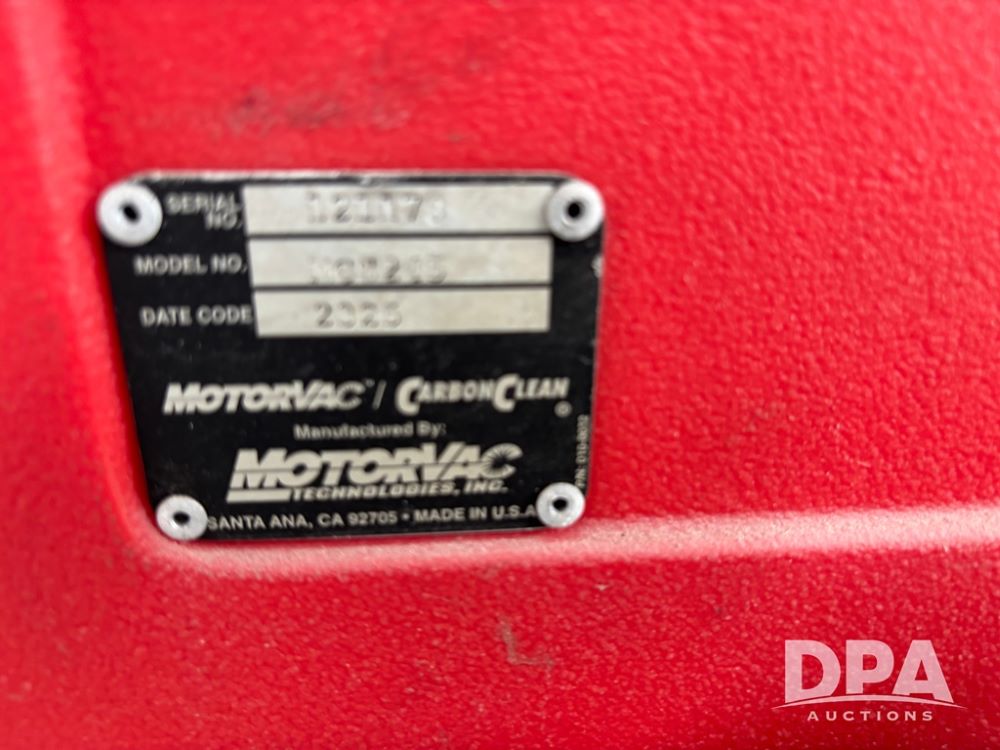 SERIAL NO.
MODEL NO.
DATE CODE
MOTORVAC™ / CARBONCLEAN®
Manufactured By:
MOTORVAC
TECHNOLOGIES, INC.
SANTA ANA, CA 92705 • MADE IN U.S.A
DPA
AUCTIONS